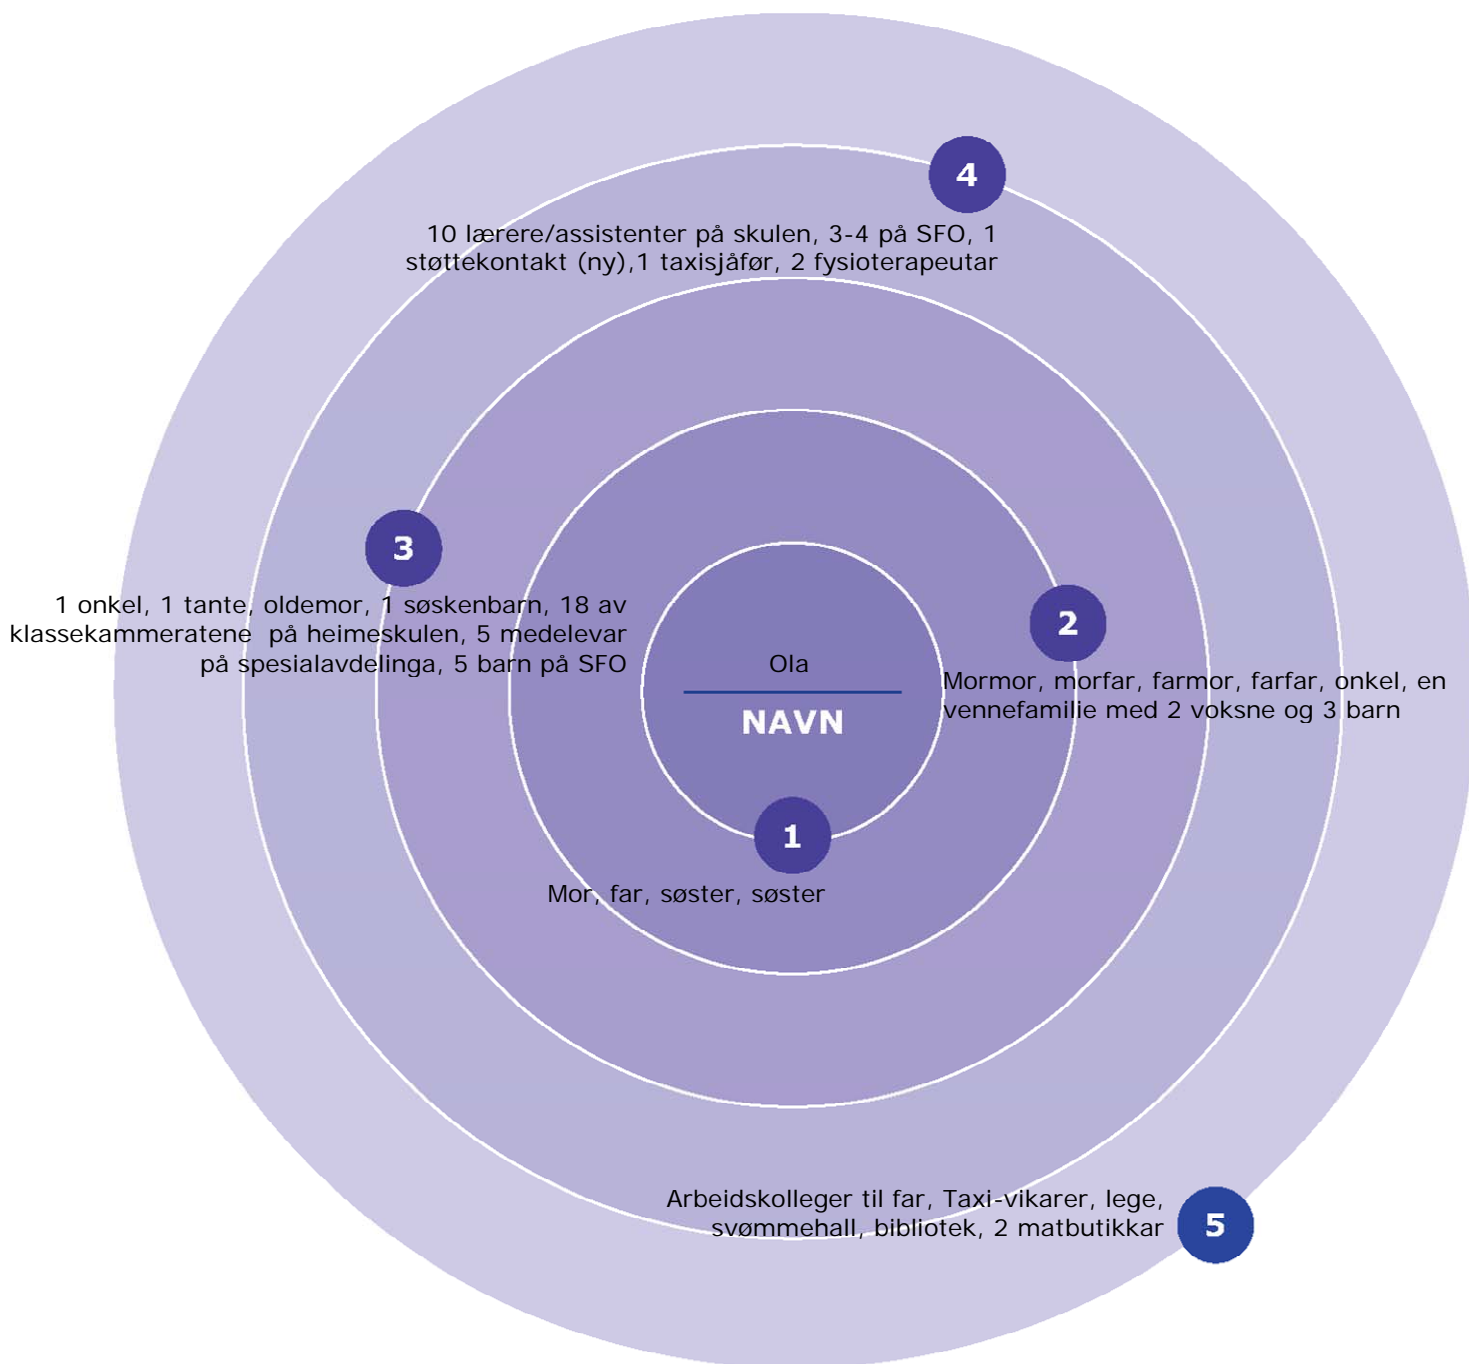 4
10 lærere/assistenter på skulen, 3-4 på SFO, 1
støttekontakt (ny),1 taxisjåfør, 2 fysioterapeutar
3
1 onkel, 1 tante, oldemor, 1 søskenbarn, 18 av
klassekammeratene på heimeskulen, 5 medelevar
på spesialavdelinga, 5 barn på SFO
Ola
NAVN
2
Mormor, morfar, farmor, farfar, onkel, en
vennefamilie med 2 voksne og 3 barn
1
Mor, far, søster, søster
Arbeidskolleger til far, Taxi-vikarer, lege,
svømmehall, bibliotek, 2 matbutikkar
5